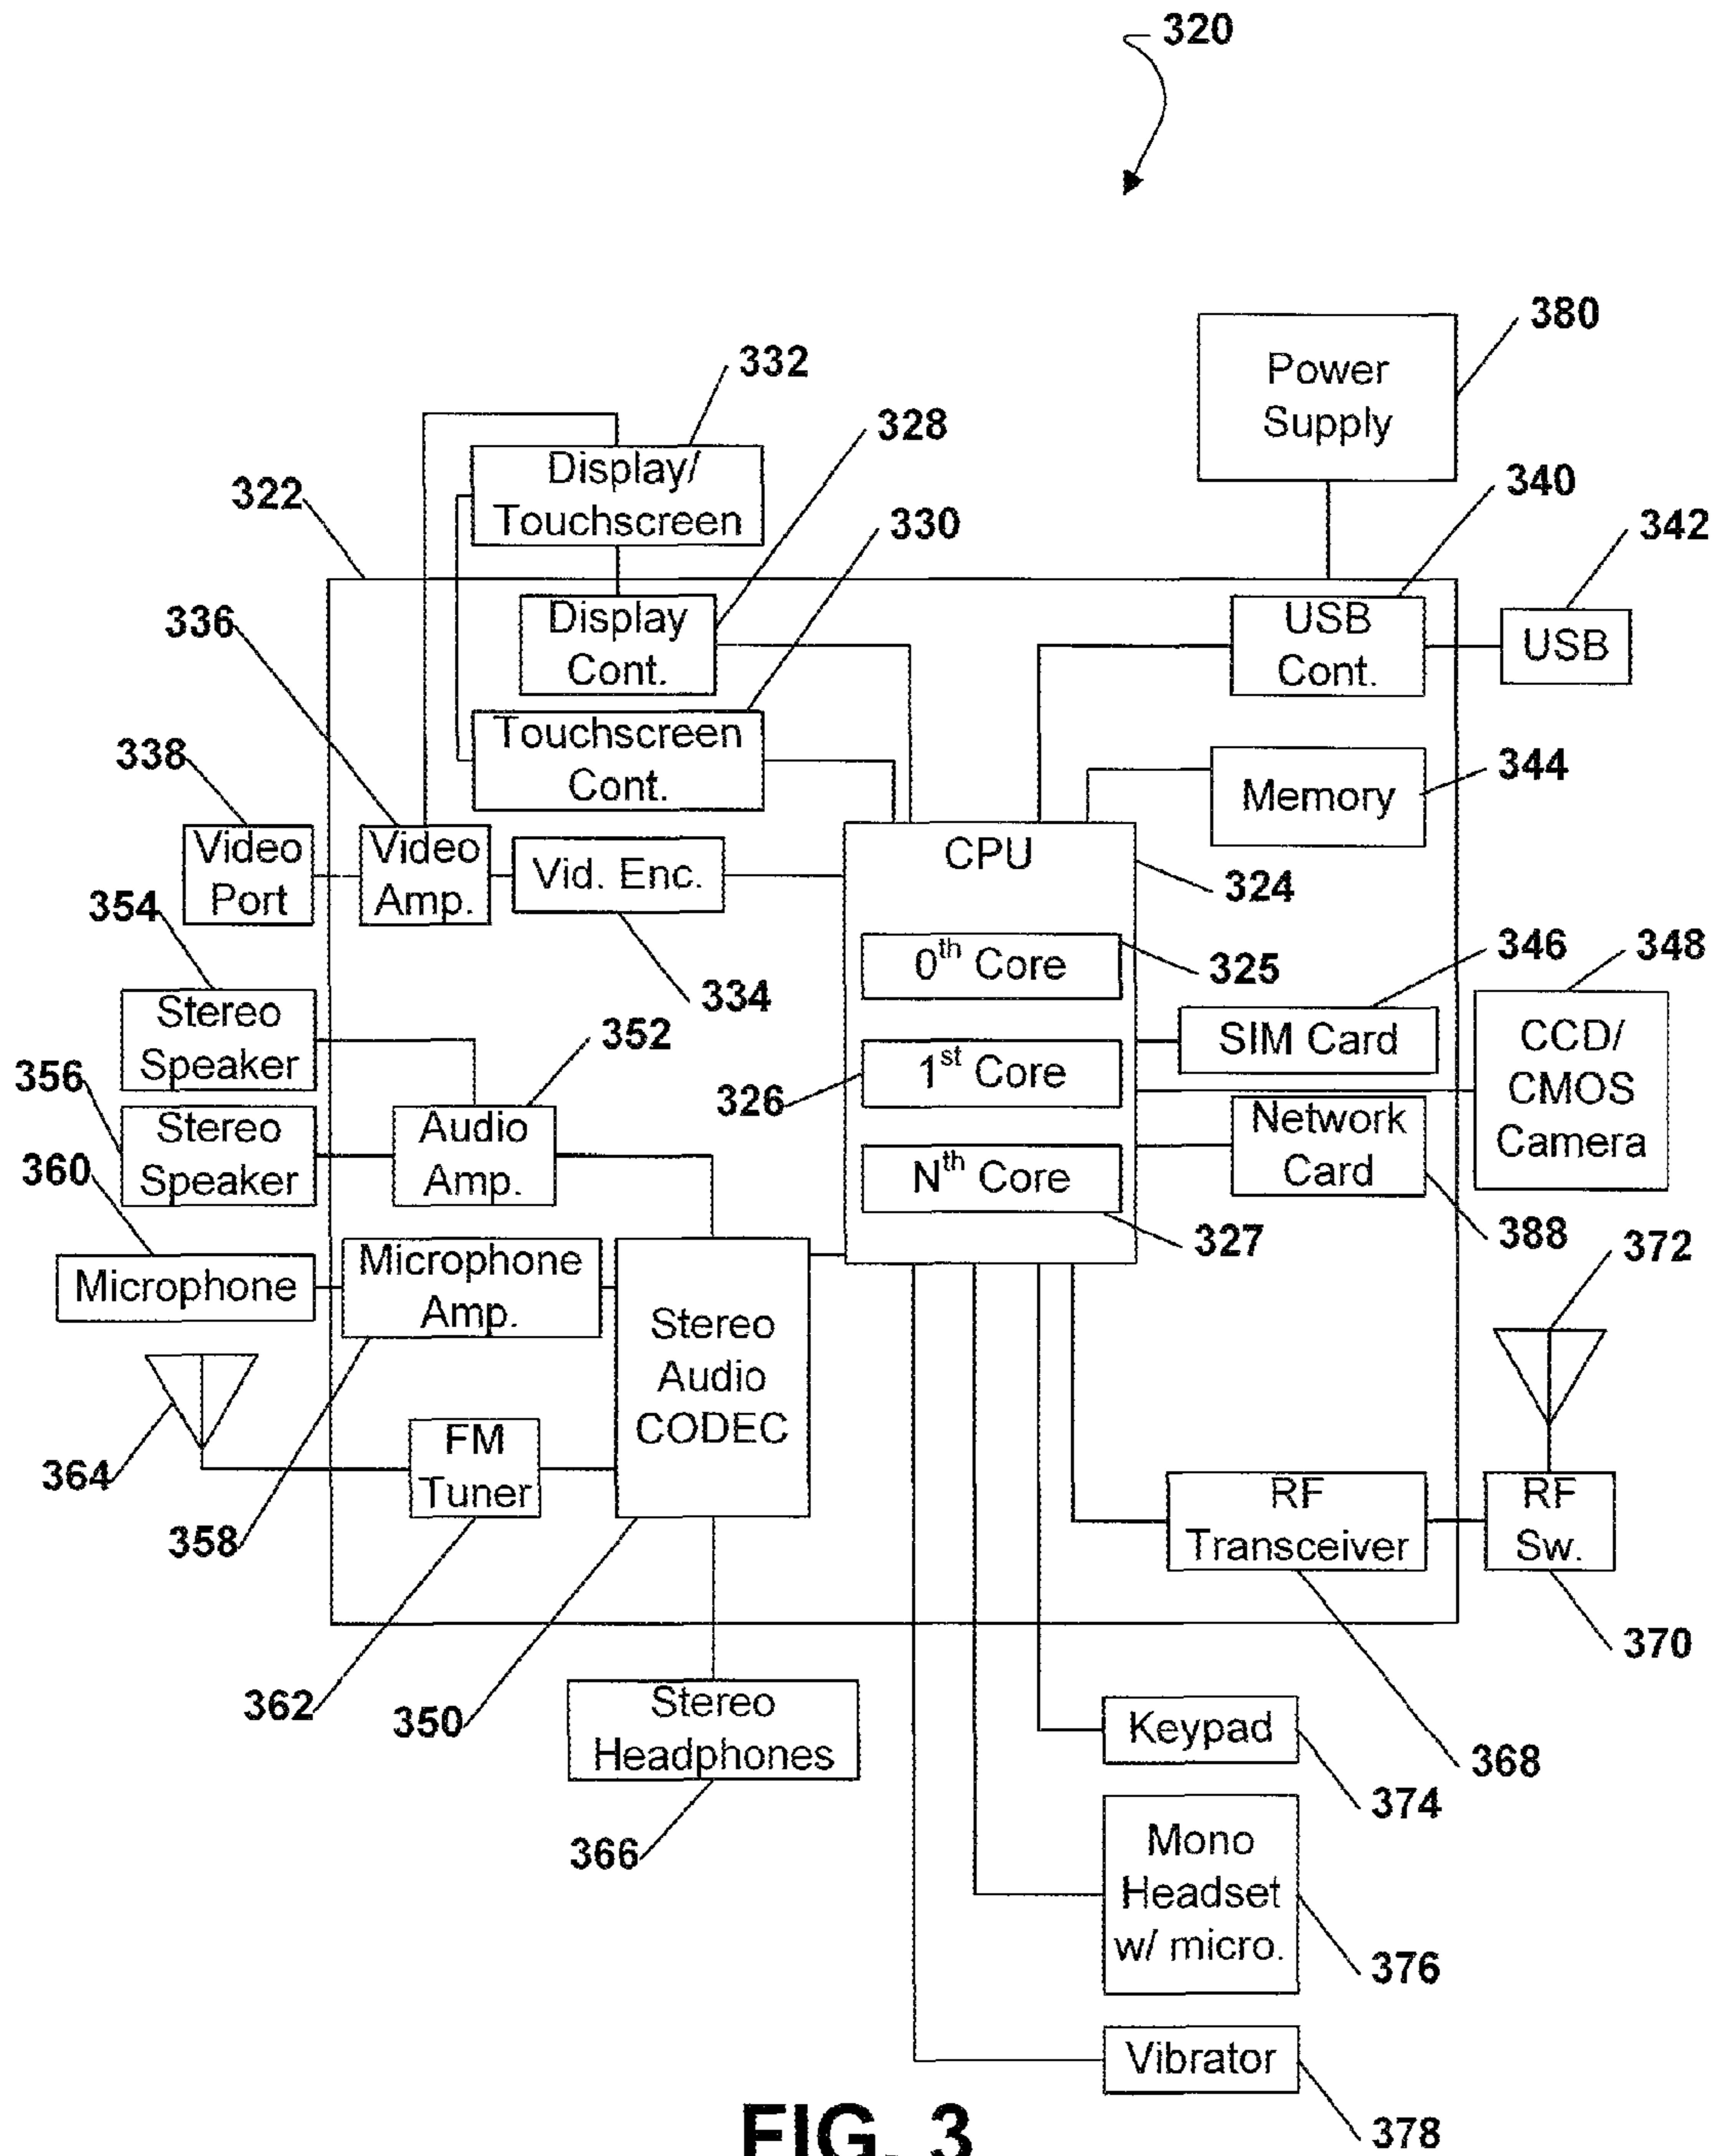 320
380
Power
Supply
332
328
Display/
Touchscreen
340
322
330
342
Display
Cont.
USB
Cont.
USB
336
Touchscreen
Cont.
338
344
Memory
Video
Port
Video
Amp.
Vid. Enc.
CPU
324
354
0th Core
325
346
348
334
Stereo
Speaker
352
SIM Card
CCD/
CMOS
Camera
356
1st Core
326
Stereo
Speaker
Audio
Amp.
Network
Card
360
Nth Core
327
388
372
Microphone
Microphone
Amp.
Stereo
Audio
CODEC
364
FM
Tuner
358
RF
Transceiver
RF
Sw.
370
362
350
Stereo
Headphones
Keypad
368
374
366
Mono
Headset
w/ micro.
376
Vibrator
378
FIG. 3